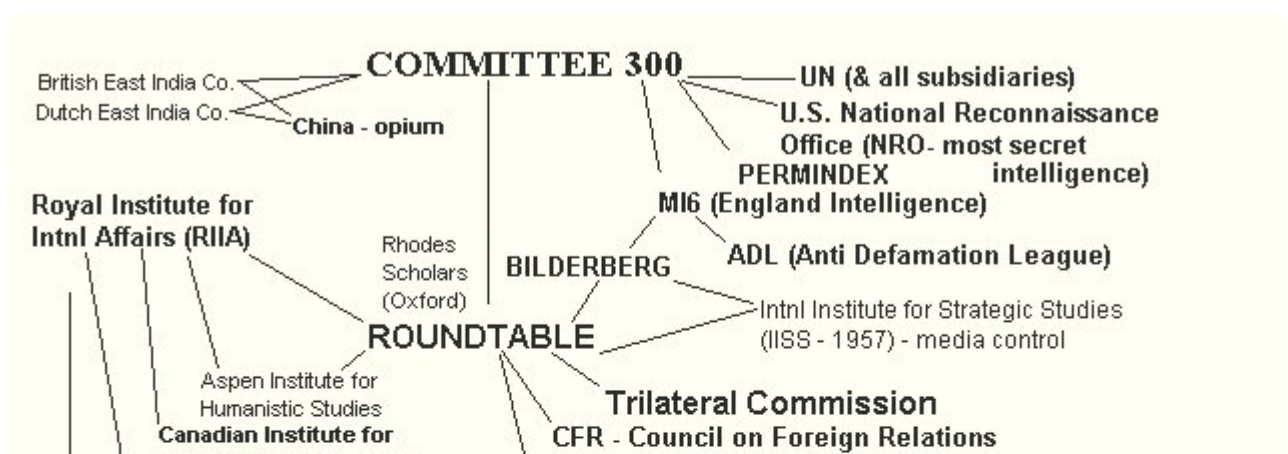 COMMITTEE 300
British East India Co.
Dutch East India Co.
China - opium
UN (& all subsidiaries)
U.S. National Reconnaissance
Office (NRO- most secret
intelligence)
PERMINDEX
MI6 (England Intelligence)
ADL (Anti Defamation League)
Royal Institute for
Intnl Affairs (RIIA)
Rhodes
Scholars
(Oxford)
BILDERBERG
Intnl Institute for Strategic Studies
(IISS - 1957) - media control
ROUNDTABLE
Aspen Institute for
Humanistic Studies
Trilateral Commission
Canadian Institute for
CFR - Council on Foreign Relations